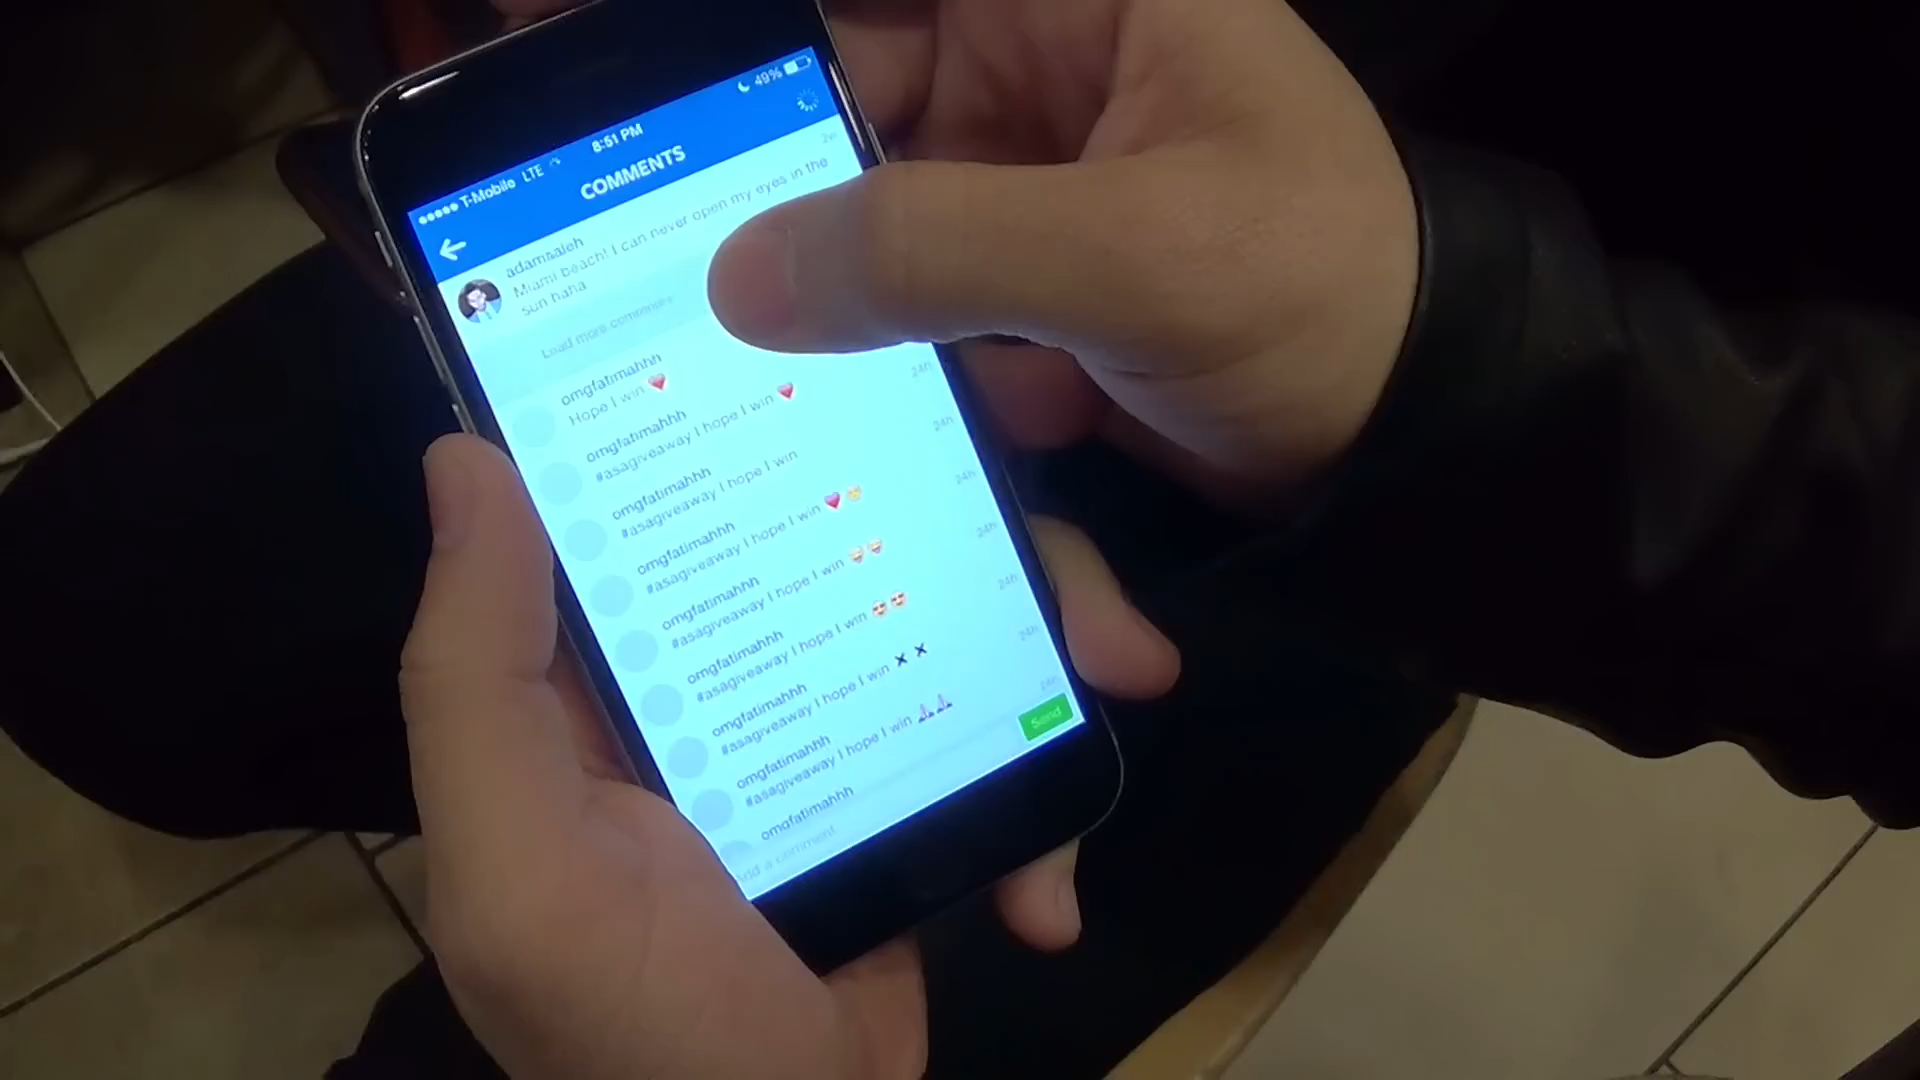 T-Mobile LTE 8:51 PM 49%
COMMENTS
adamsaleh 2w
Miami beach! I can never open my eyes in the
sun haha
Load more comments
omgfatimahhh
Hope I win ❤️
omgfatimahhh 24h
#asagiveaway I hope I win ❤️
omgfatimahhh 24h
#asagiveaway I hope I win
omgfatimahhh 24h
#asagiveaway I hope I win ❤️
omgfatimahhh 24h
#asagiveaway I hope I win
omgfatimahhh 24h
#asagiveaway I hope I win 😍😍
omgfatimahhh 24h
#asagiveaway I hope I win
omgfatimahhh 24h
#asagiveaway I hope I win
omgfatimahhh
Add a comment
Send